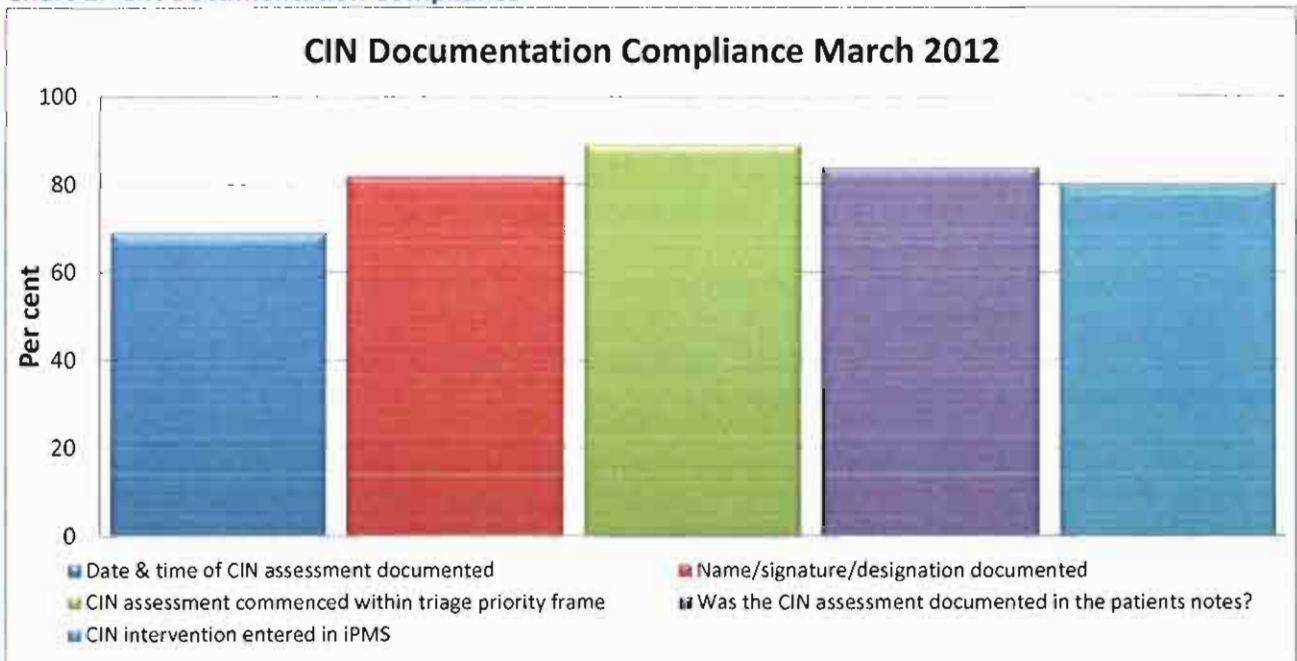 CIN Documentation Compliance March 2012
100
80
60
40
20
0
Per cent
Date & time of CIN assessment documented
Name/signature/designation documented
CIN assessment commenced within triage priority frame
Was the CIN assessment documented in the patients notes?
CIN intervention entered in iPMS